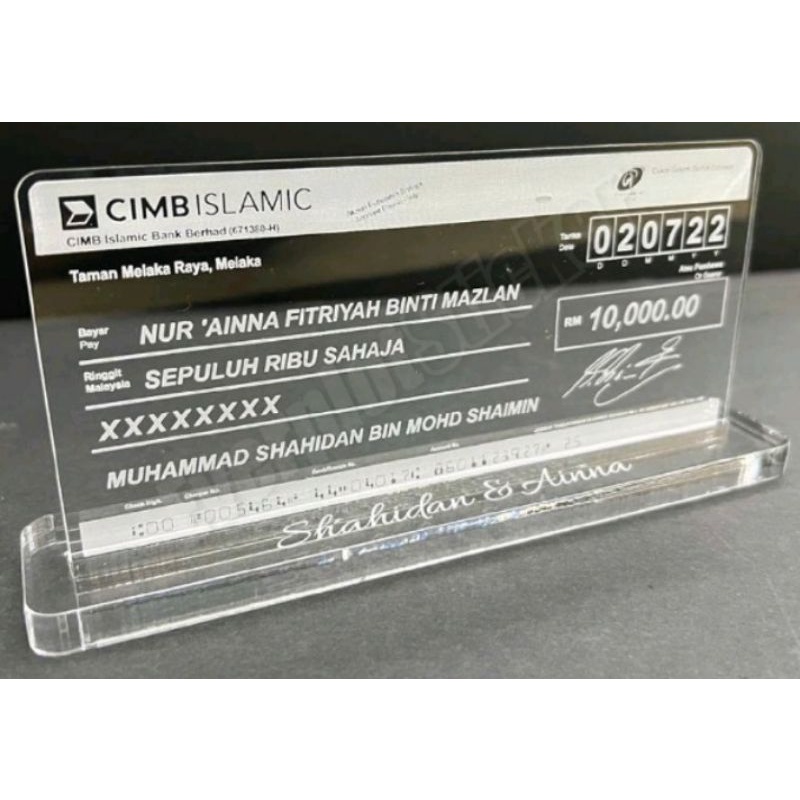 CIMB ISLAMIC
CIMB Islamic Bank Berhad (671380-H)
Taman Melaka Raya, Melaka
Date
020722
D D M M Y Y
Bayar
Pay
NUR 'AINNA FITRIYAH BINTI MAZLAN
Ringgit
Malaysia
SEPULUH RIBU SAHAJA
RM 10,000.00
XXXXXXXX
MUHAMMAD SHAHIDAN BIN MOHD SHAIMIN
Shahidan & Ainna